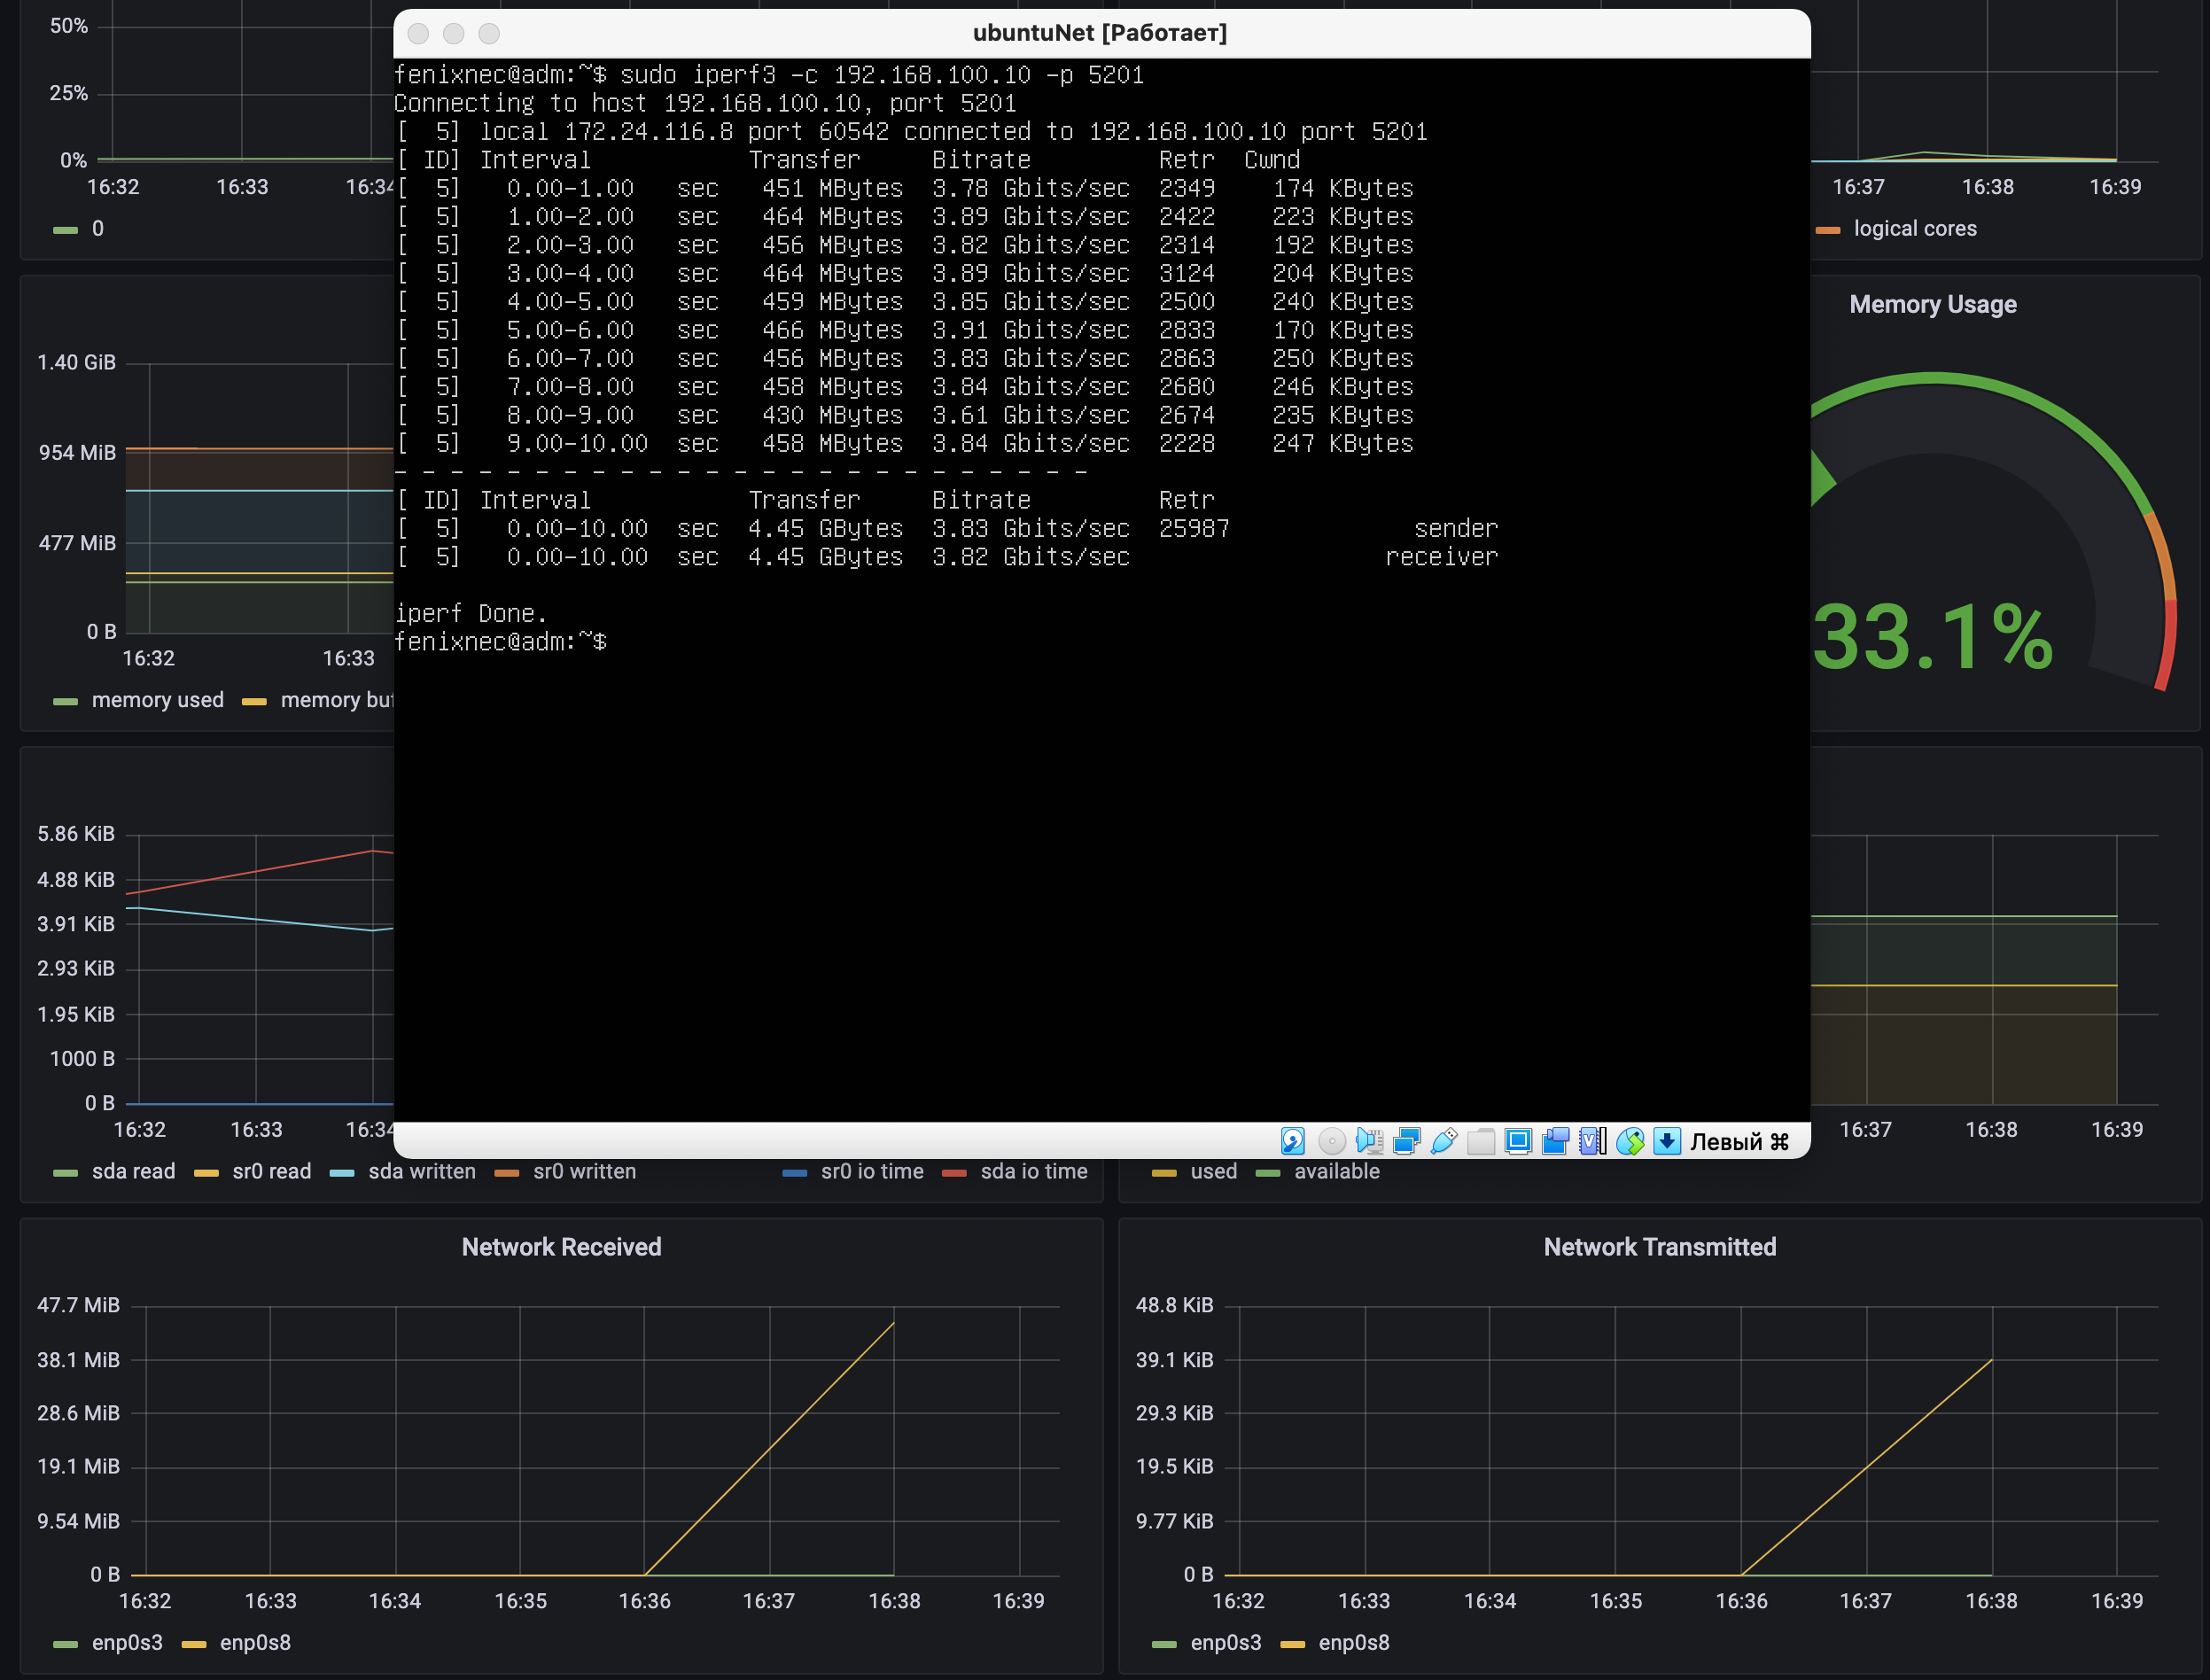 ubuntuNet [Работает]
fenixnec@adm:~$ sudo iperf3 -c 192.168.100.10 -p 5201
Connecting to host 192.168.100.10, port 5201
[  5] local 172.24.116.8 port 60542 connected to 192.168.100.10 port 5201
[ ID] Interval           Transfer     Bitrate         Retr  Cwnd
[  5]   0.00-1.00   sec   451 MBytes  3.78 Gbits/sec  2349    174 KBytes
[  5]   1.00-2.00   sec   464 MBytes  3.89 Gbits/sec  2422    223 KBytes
[  5]   2.00-3.00   sec   456 MBytes  3.82 Gbits/sec  2314    192 KBytes
[  5]   3.00-4.00   sec   464 MBytes  3.89 Gbits/sec  3124    204 KBytes
[  5]   4.00-5.00   sec   459 MBytes  3.85 Gbits/sec  2500    240 KBytes
[  5]   5.00-6.00   sec   466 MBytes  3.91 Gbits/sec  2833    170 KBytes
[  5]   6.00-7.00   sec   456 MBytes  3.83 Gbits/sec  2863    250 KBytes
[  5]   7.00-8.00   sec   458 MBytes  3.84 Gbits/sec  2680    246 KBytes
[  5]   8.00-9.00   sec   430 MBytes  3.61 Gbits/sec  2674    235 KBytes
[  5]   9.00-10.00  sec   458 MBytes  3.84 Gbits/sec  2228    247 KBytes
- - - - - - - - - - - - - - - - - - - - - - - - -
[ ID] Interval           Transfer     Bitrate         Retr
[  5]   0.00-10.00  sec  4.45 GBytes  3.83 Gbits/sec  25987             sender
[  5]   0.00-10.00  sec  4.45 GBytes  3.82 Gbits/sec                  receiver
iperf Done.
fenixnec@adm:~$
Левый ⌘
50%
25%
0%
16:32 16:33 16:34
0
16:37 16:38 16:39
logical cores
1.40 GiB
954 MiB
477 MiB
0 B
16:32 16:33
memory used memory
Memory Usage
33.1%
5.86 KiB
4.88 KiB
3.91 KiB
2.93 KiB
1.95 KiB
1000 B
0 B
16:32 16:33 16:34
sda read sr0 read sda written sr0 written sr0 io time sda io time
16:37 16:38 16:39
used available
Network Received
47.7 MiB
38.1 MiB
28.6 MiB
19.1 MiB
9.54 MiB
0 B
16:32 16:33 16:34 16:35 16:36 16:37 16:38 16:39
enp0s3 enp0s8
Network Transmitted
48.8 KiB
39.1 KiB
29.3 KiB
19.5 KiB
9.77 KiB
0 B
16:32 16:33 16:34 16:35 16:36 16:37 16:38 16:39
enp0s3 enp0s8